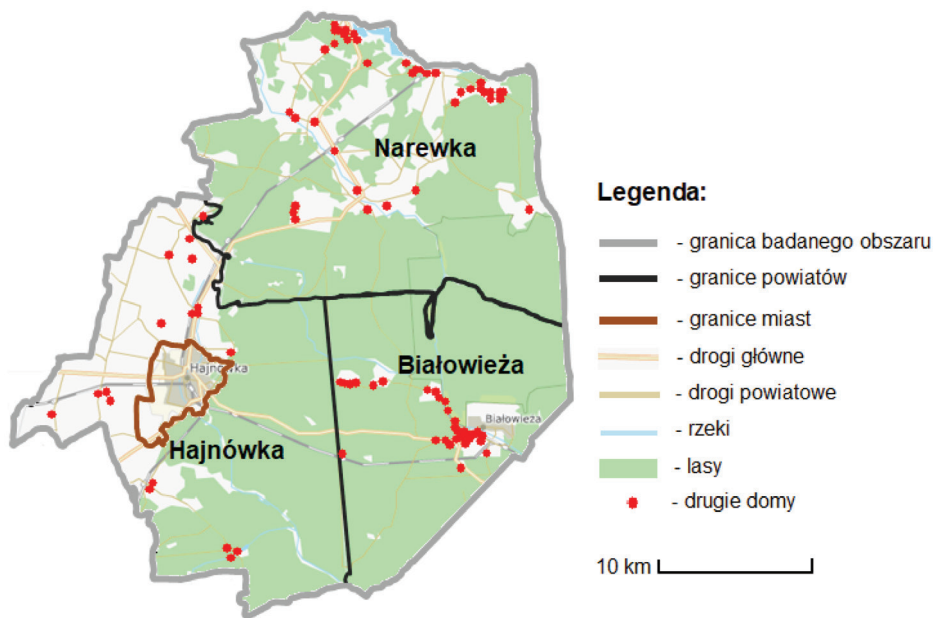 Narewka
Hajnówka
Białowieża
Białowieża
Hajnówka
Legenda:
- granica badanego obszaru
- granice powiatów
- granice miast
- drogi główne
- drogi powiatowe
- rzeki
- lasy
- drugie domy
10 km